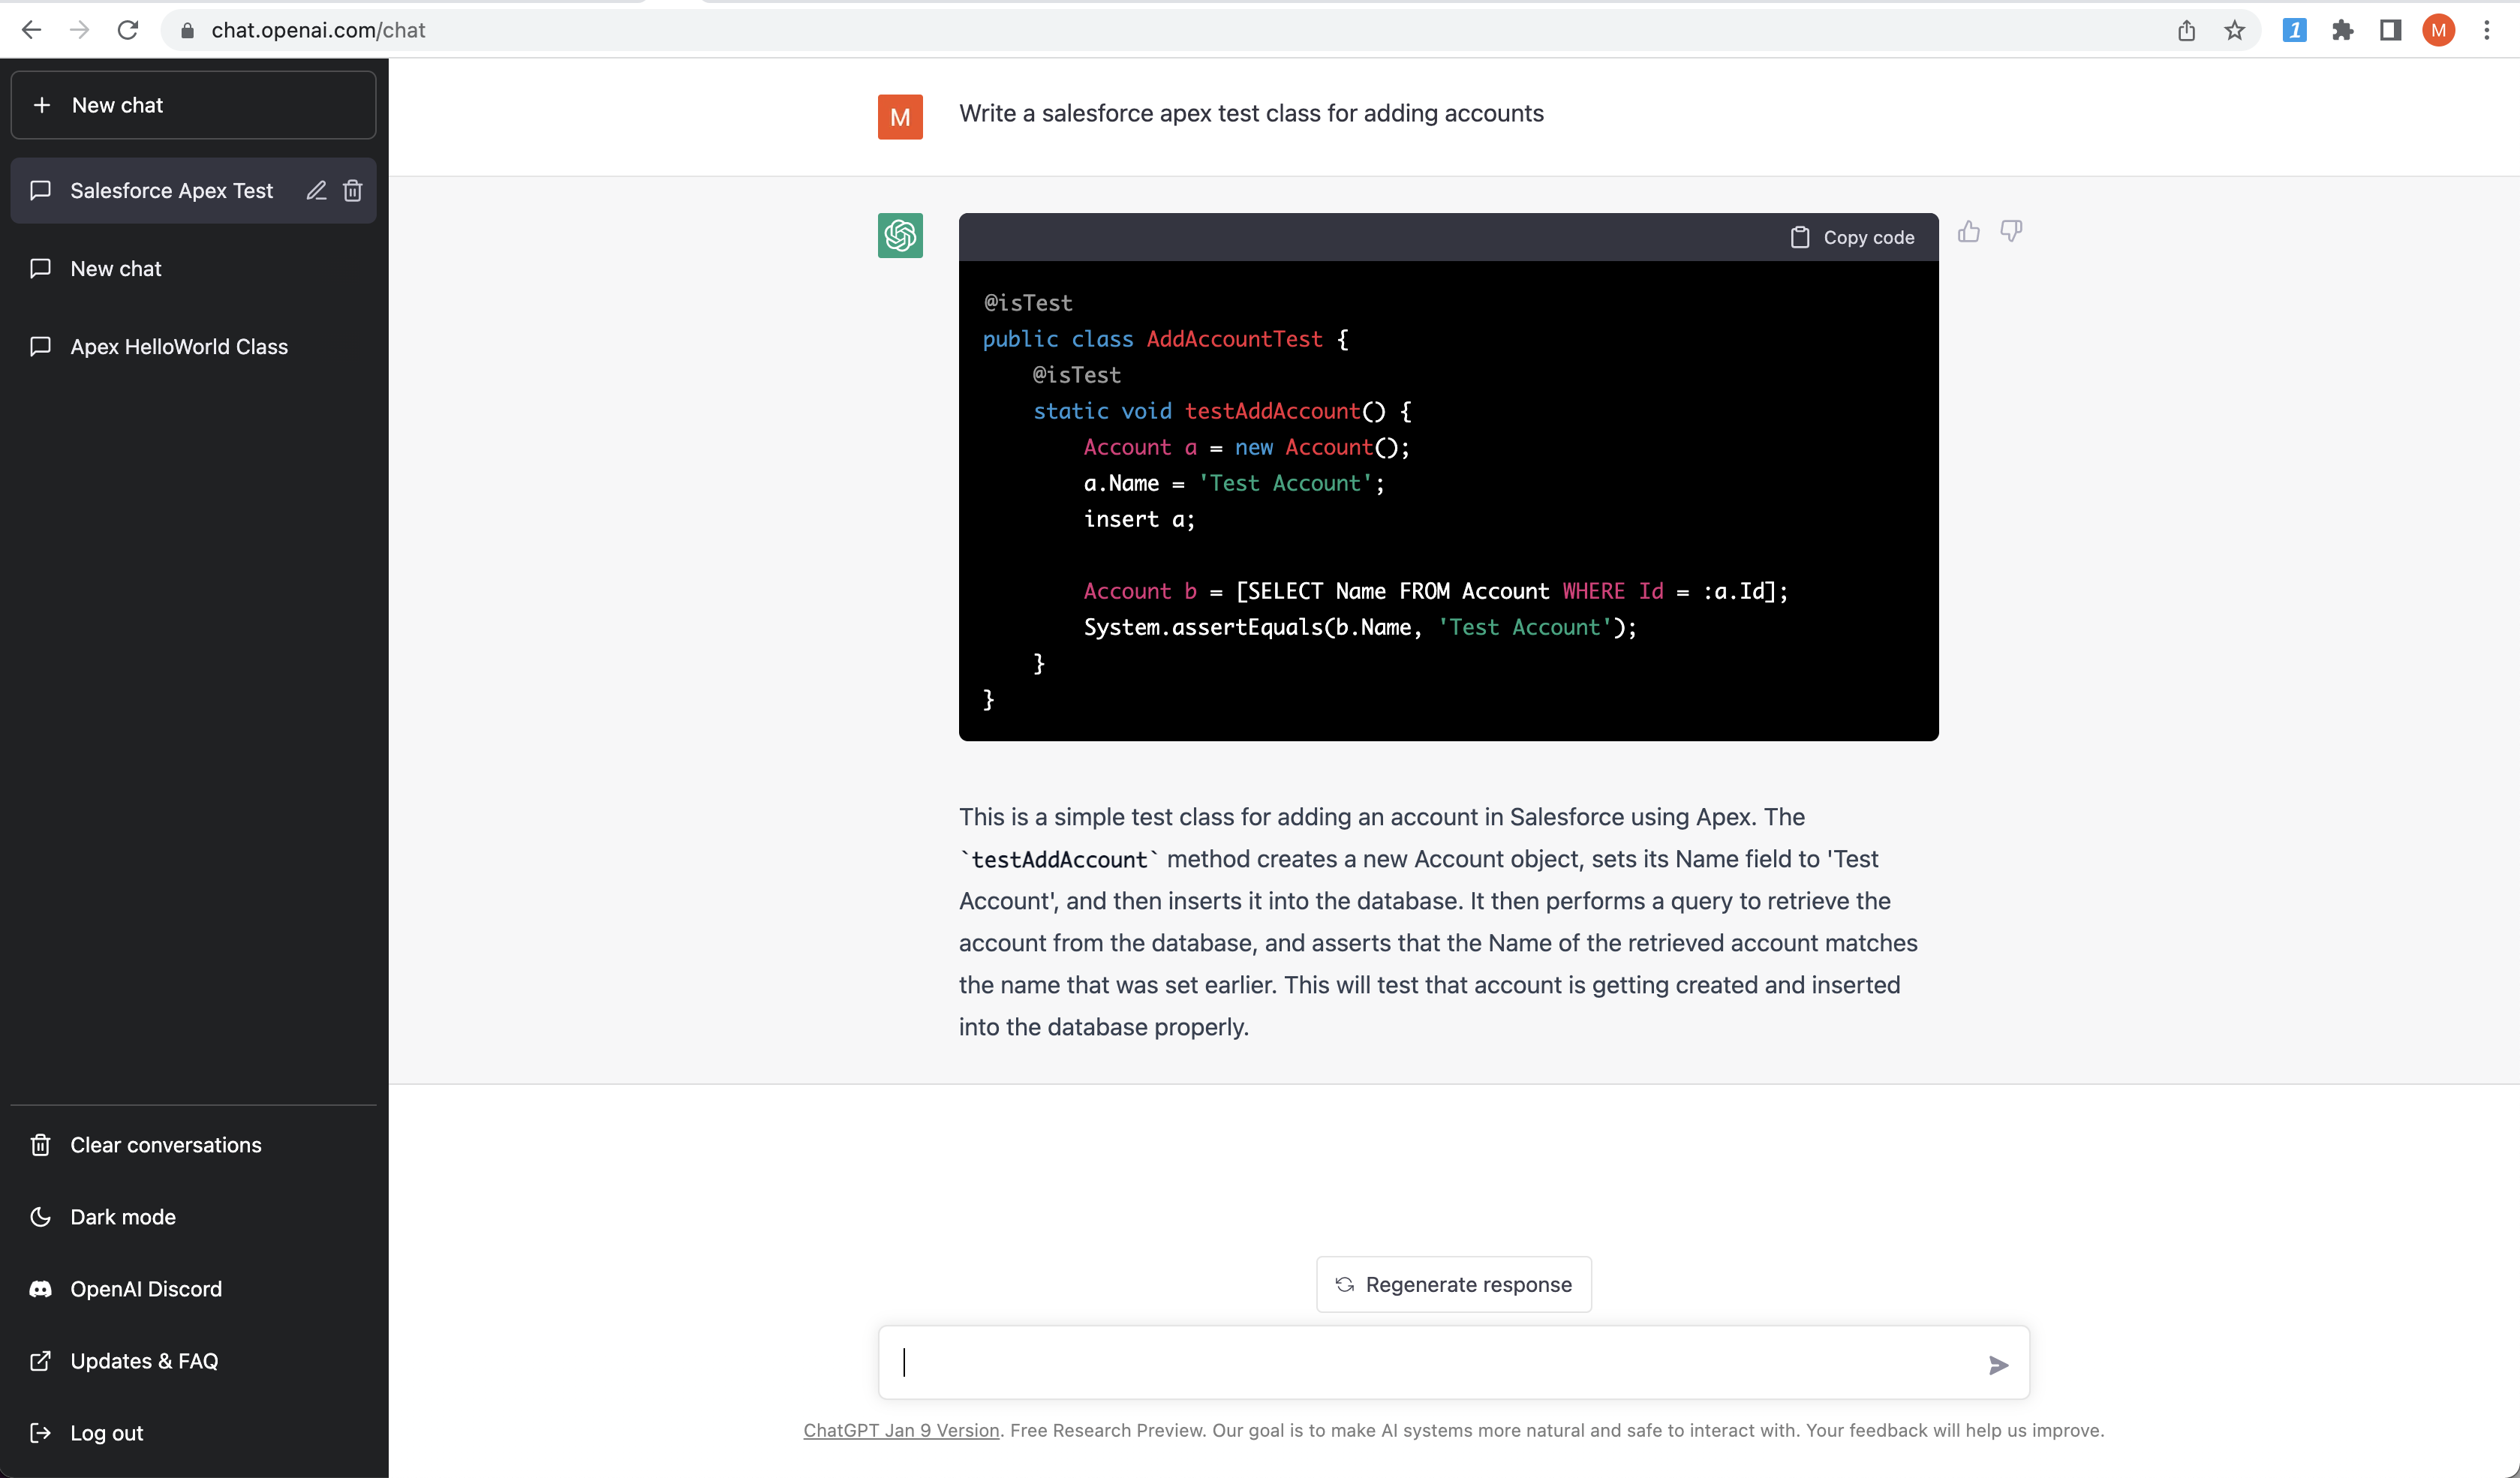 chat.openai.com/chat
1
M
New chat
Salesforce Apex Test
New chat
Apex HelloWorld Class
Clear conversations
Dark mode
OpenAI Discord
Updates & FAQ
Log out
M
Write a salesforce apex test class for adding accounts
Copy code
@isTest
public class AddAccountTest {
    @isTest
    static void testAddAccount() {
        Account a = new Account();
        a.Name = 'Test Account';
        insert a;
        Account b = [SELECT Name FROM Account WHERE Id = :a.Id];
        System.assertEquals(b.Name, 'Test Account');
    }
}
This is a simple test class for adding an account in Salesforce using Apex. The
`testAddAccount` method creates a new Account object, sets its Name field to 'Test
Account', and then inserts it into the database. It then performs a query to retrieve the
account from the database, and asserts that the Name of the retrieved account matches
the name that was set earlier. This will test that account is getting created and inserted
into the database properly.
Regenerate response
ChatGPT Jan 9 Version. Free Research Preview. Our goal is to make AI systems more natural and safe to interact with. Your feedback will help us improve.